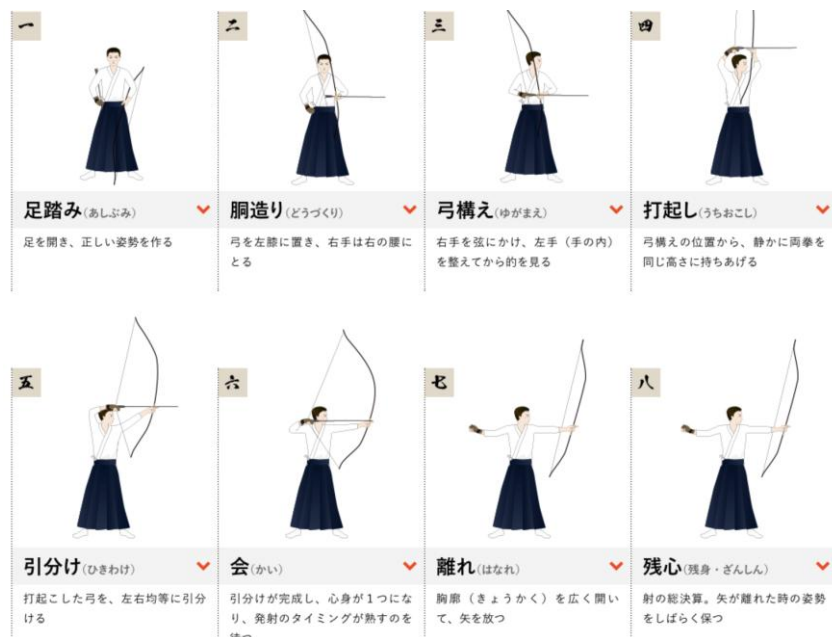 一
二
三
四
足踏み(あしぶみ)
胴造り(どうづくり)
弓構え(ゆがまえ)
打起し(うちおこし)
足を開き、正しい姿勢を作る
弓を左膝に置き、右手は右の腰に
とる
右手を弦にかけ、左手(手の内)
を整えてから的を見る
弓構えの位置から、静かに両拳を
同じ高さに持ちあげる
五
六
七
八
引分け(ひきわけ)
会(かい)
離れ(はなれ)
残心(残身・ざんしん)
打起こした弓を、左右均等に引分
ける
引分けが完成し、心身が1つにな
り、発射のタイミングが熟すのを
待つ
胸廓(きょうかく)を広く開い
て、矢を放つ
射の総決算。矢が離れた時の姿勢
をしばらく保つ